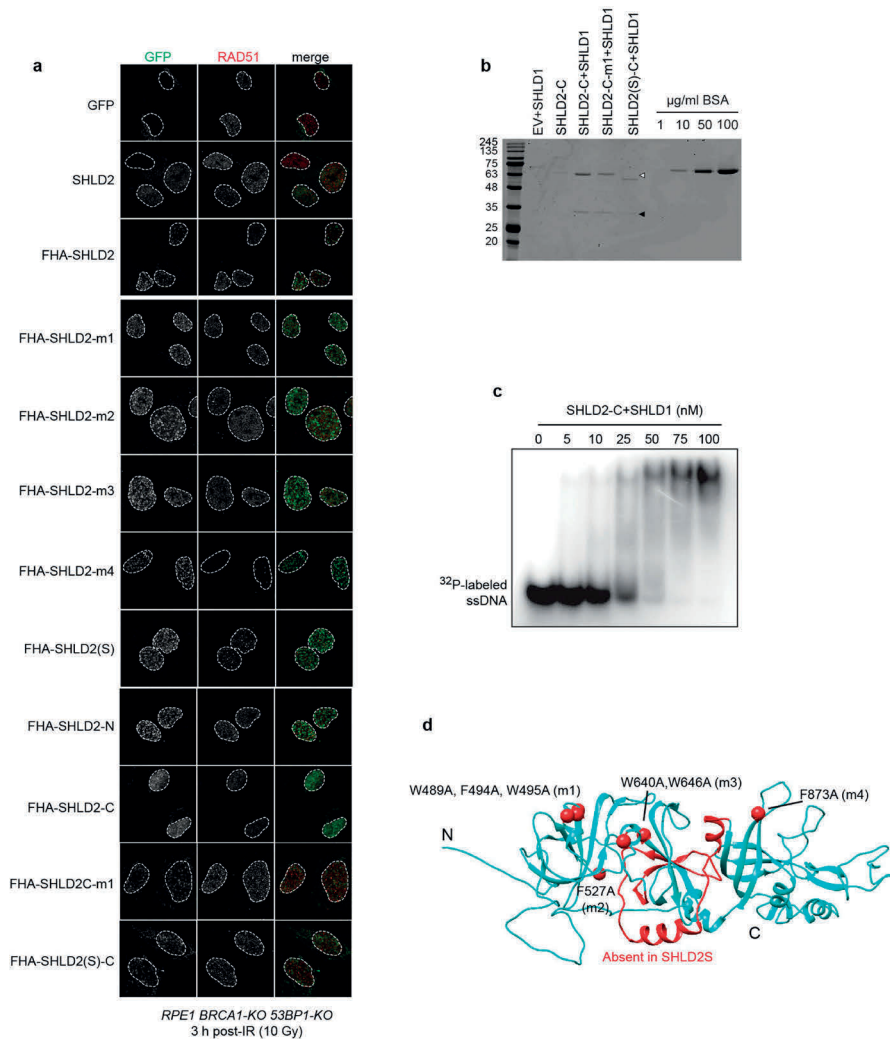 a
GFP RAD51 merge
GFP
SHLD2
FHA-SHLD2
FHA-SHLD2-m1
FHA-SHLD2-m2
FHA-SHLD2-m3
FHA-SHLD2-m4
FHA-SHLD2(S)
FHA-SHLD2-N
FHA-SHLD2-C
FHA-SHLD2C-m1
FHA-SHLD2(S)-C
RPE1 BRCA1-KO 53BP1-KO
3 h post-IR (10 Gy)
b
EV+SHLD1
SHLD2-C
SHLD2-C+SHLD1
SHLD2-C-m1+SHLD1
SHLD2(S)-C+SHLD1
µg/ml BSA
1 10 50 100
245
135
75
63
48
35
25
20
c
SHLD2-C+SHLD1 (nM)
0 5 10 25 50 75 100
32P-labeled
ssDNA
d
W489A, F494A, W495A (m1)
W640A,W646A (m3)
F873A (m4)
N
F527A
(m2)
C
Absent in SHLD2S